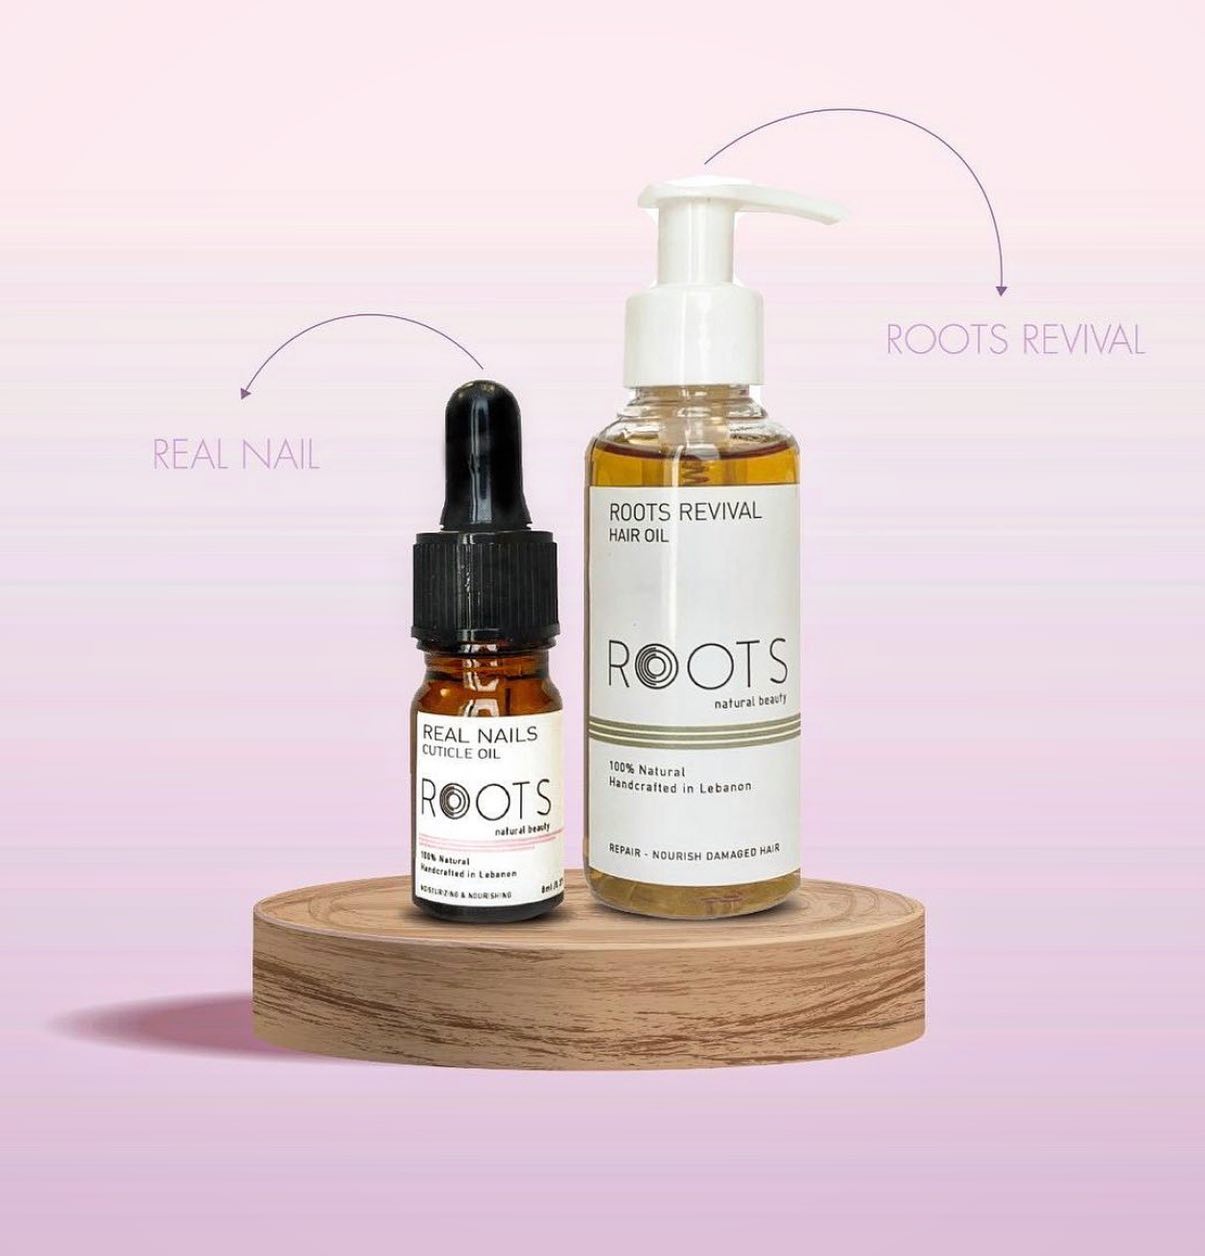 ROOTS REVIVAL
REAL NAIL
ROOTS REVIVAL
HAIR OIL
ROOTS
natural beauty
100% Natural
Handcrafted in Lebanon
REPAIR - NOURISH DAMAGED HAIR
REAL NAILS
CUTICLE OIL
ROOTS
natural beauty
100% Natural
Handcrafted in Lebanon
MOISTURIZING & NOURISHING
8ml